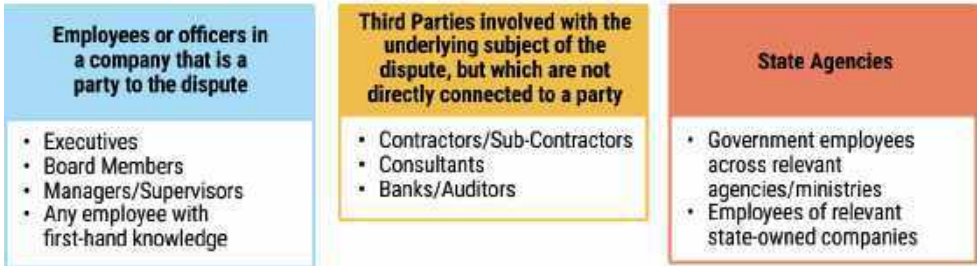 Employees or officers in
a company that is a
party to the dispute
• Executives
• Board Members
• Managers/Supervisors
• Any employee with
first-hand knowledge
Third Parties involved with the
underlying subject of the
dispute, but which are not
directly connected to a party
• Contractors/Sub-Contractors
• Consultants
• Banks/Auditors
State Agencies
• Government employees
across relevant
agencies/ministries
• Employees of relevant
state-owned companies